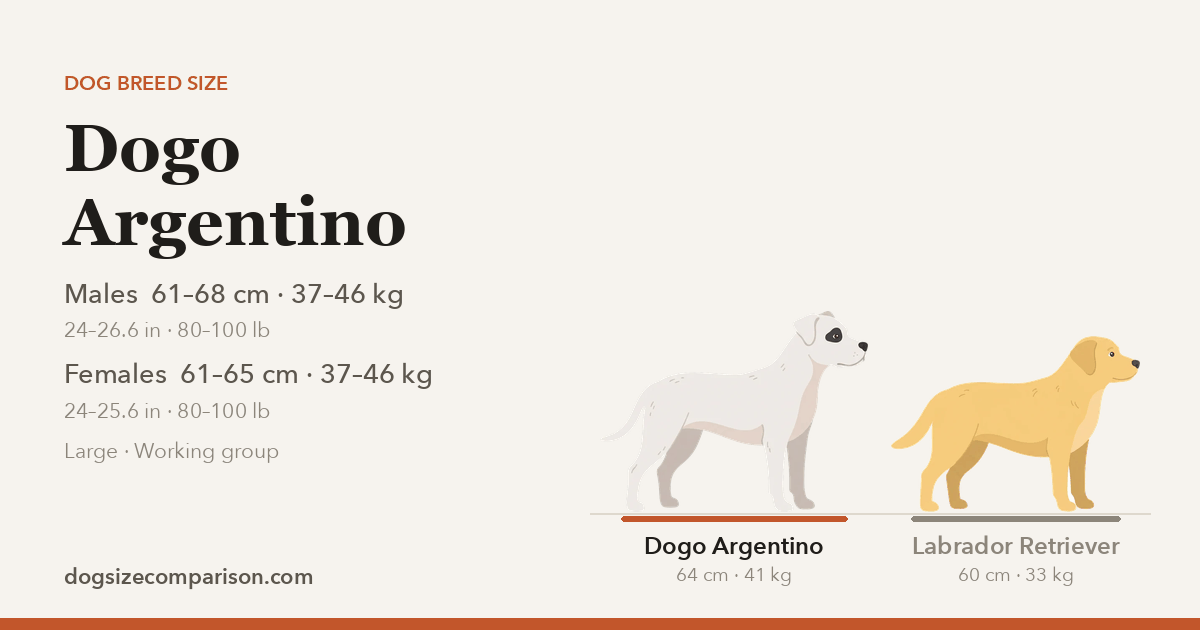 DOG BREED SIZE
Dogo
Argentino
Males 61–68 cm · 37–46 kg
24–26.6 in · 80–100 lb
Females 61–65 cm · 37–46 kg
24–25.6 in · 80–100 lb
Large · Working group
dogsizecomparison.com
Dogo Argentino
64 cm · 41 kg
Labrador Retriever
60 cm · 33 kg